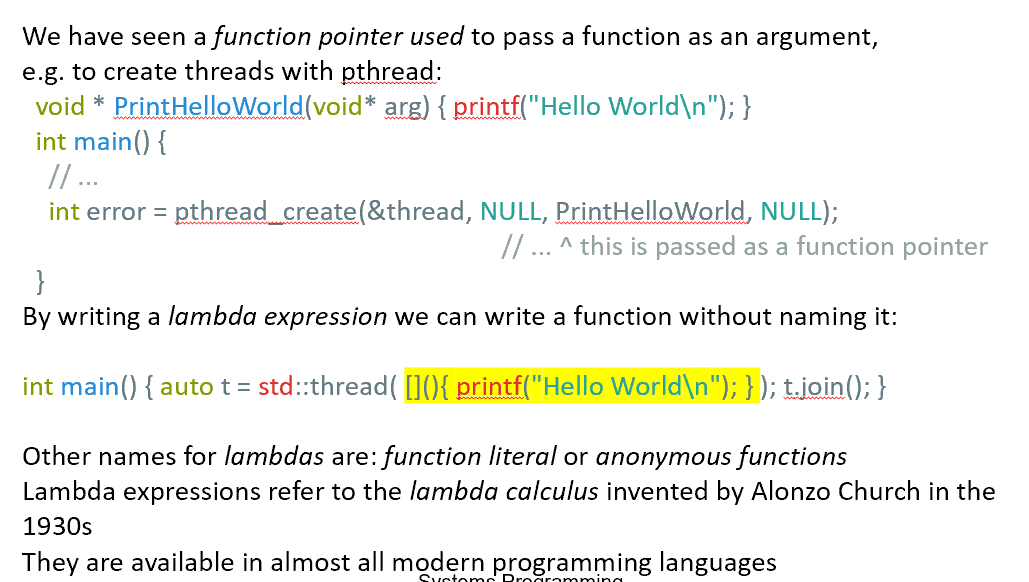 We have seen a function pointer used to pass a function as an argument,
e.g. to create threads with pthread:
void * PrintHelloWorld(void* arg) { printf("Hello World\n"); }
int main() {
// ...
int error = pthread_create(&thread, NULL, PrintHelloWorld, NULL);
// ... ^ this is passed as a function pointer
}
By writing a lambda expression we can write a function without naming it:
int main() { auto t = std::thread( [](){ printf("Hello World\n"); } ); t.join(); }
Other names for lambdas are: function literal or anonymous functions
Lambda expressions refer to the lambda calculus invented by Alonzo Church in the
1930s
They are available in almost all modern programming languages
Systems Programming